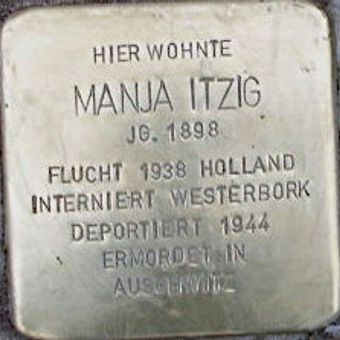 HIER WOHNTE
MANJA ITZIG
JG. 1898
FLUCHT 1938 HOLLAND
INTERNIERT WESTERBORK
DEPORTIERT 1944
ERMORDET IN
AUSCHWITZ